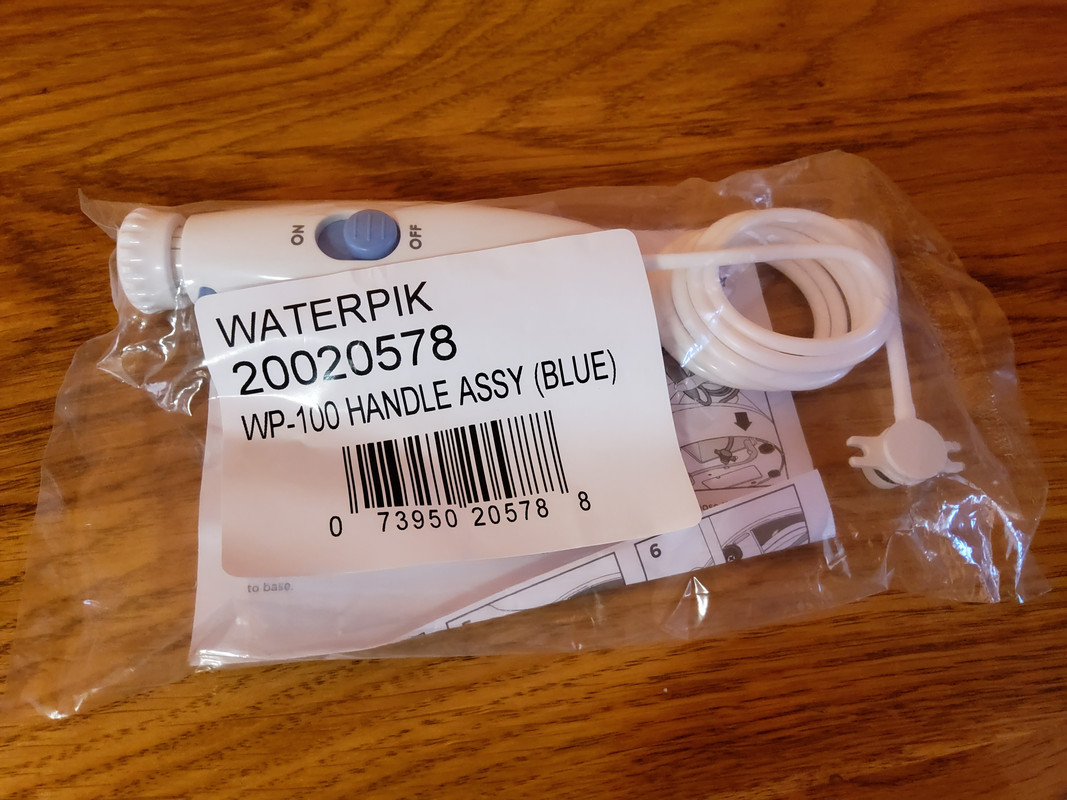 ON
OFF
WATERPIK
20020578
WP-100 HANDLE ASSY (BLUE)
0 73950 20578 8
6
to base.